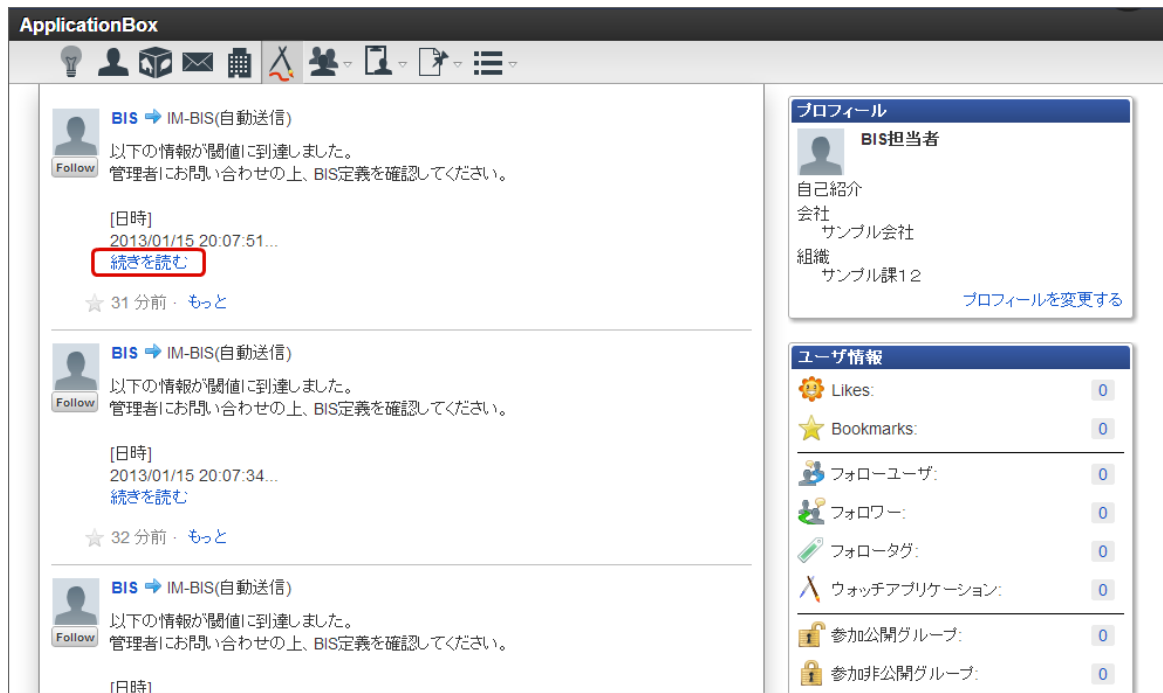 ApplicationBox
BIS IM-BIS(自動送信)
Follow
以下の情報が閾値に到達しました。
管理者にお問い合わせの上、BIS定義を確認してください。
[日時]
2013/01/15 20:07:51...
続きを読む
31 分前 · もっと
BIS IM-BIS(自動送信)
Follow
以下の情報が閾値に到達しました。
管理者にお問い合わせの上、BIS定義を確認してください。
[日時]
2013/01/15 20:07:34...
続きを読む
32 分前 · もっと
BIS IM-BIS(自動送信)
Follow
以下の情報が閾値に到達しました。
管理者にお問い合わせの上、BIS定義を確認してください。
[日時]
プロフィール
BIS担当者
自己紹介
会社
サンプル会社
組織
サンプル課12
プロフィールを変更する
ユーザ情報
Likes: 0
Bookmarks: 0
フォローユーザ: 0
フォロワー: 0
フォロータグ: 0
ウォッチアプリケーション: 0
参加公開グループ: 0
参加非公開グループ: 0